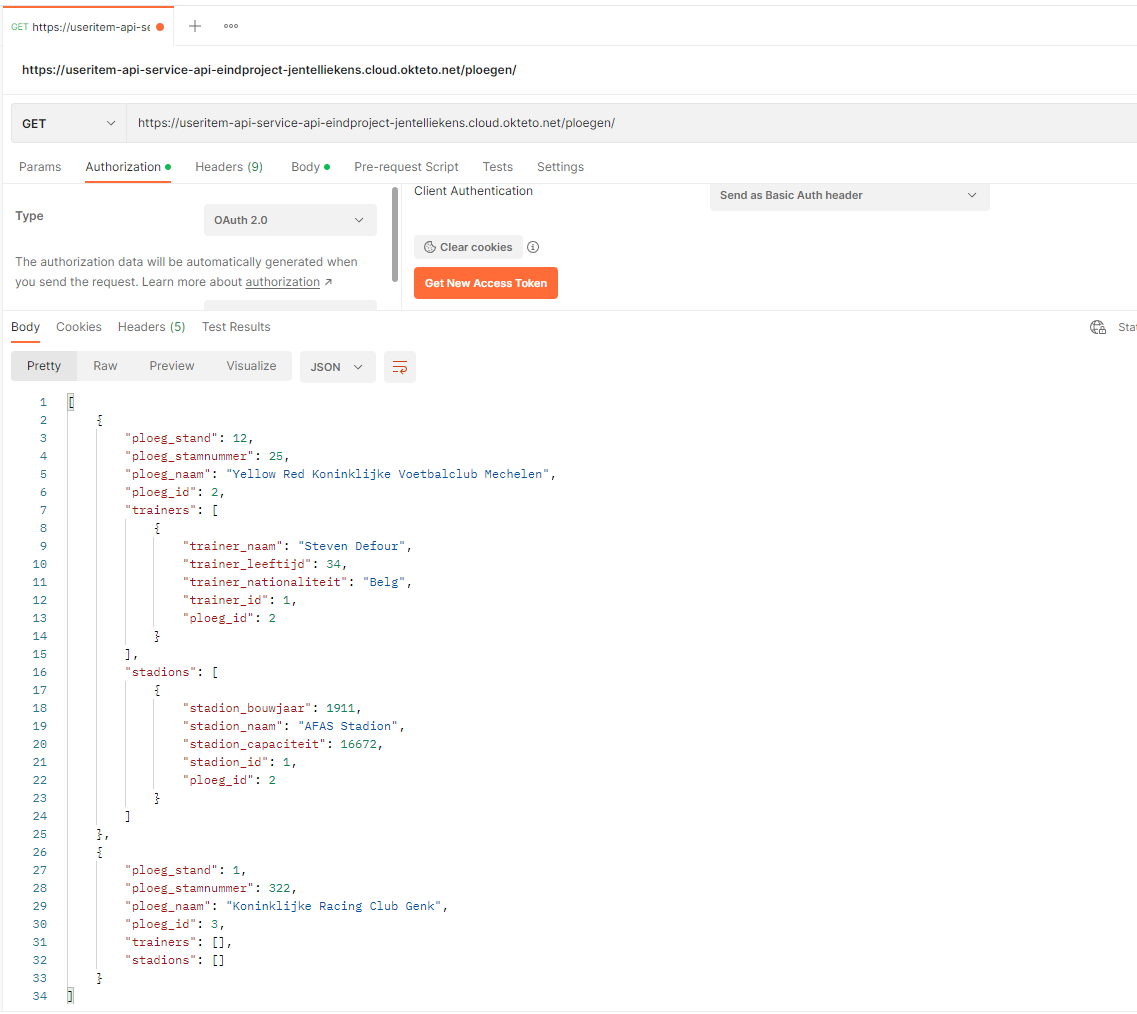 GET https://useritem-api-se
https://useritem-api-service-api-eindproject-jentelliekens.cloud.okteto.net/ploegen/
GET https://useritem-api-service-api-eindproject-jentelliekens.cloud.okteto.net/ploegen/
Params Authorization Headers (9) Body Pre-request Script Tests Settings
Client Authentication Send as Basic Auth header
Type OAuth 2.0
The authorization data will be automatically generated when
you send the request. Learn more about authorization ↗
Clear cookies
Get New Access Token
Body Cookies Headers (5) Test Results Stat
Pretty Raw Preview Visualize JSON
1 [
2 {
3 "ploeg_stand": 12,
4 "ploeg_stamnummer": 25,
5 "ploeg_naam": "Yellow Red Koninklijke Voetbalclub Mechelen",
6 "ploeg_id": 2,
7 "trainers": [
8 {
9 "trainer_naam": "Steven Defour",
10 "trainer_leeftijd": 34,
11 "trainer_nationaliteit": "Belg",
12 "trainer_id": 1,
13 "ploeg_id": 2
14 }
15 ],
16 "stadions": [
17 {
18 "stadion_bouwjaar": 1911,
19 "stadion_naam": "AFAS Stadion",
20 "stadion_capaciteit": 16672,
21 "stadion_id": 1,
22 "ploeg_id": 2
23 }
24 ]
25 },
26 {
27 "ploeg_stand": 1,
28 "ploeg_stamnummer": 322,
29 "ploeg_naam": "Koninklijke Racing Club Genk",
30 "ploeg_id": 3,
31 "trainers": [],
32 "stadions": []
33 }
34 ]